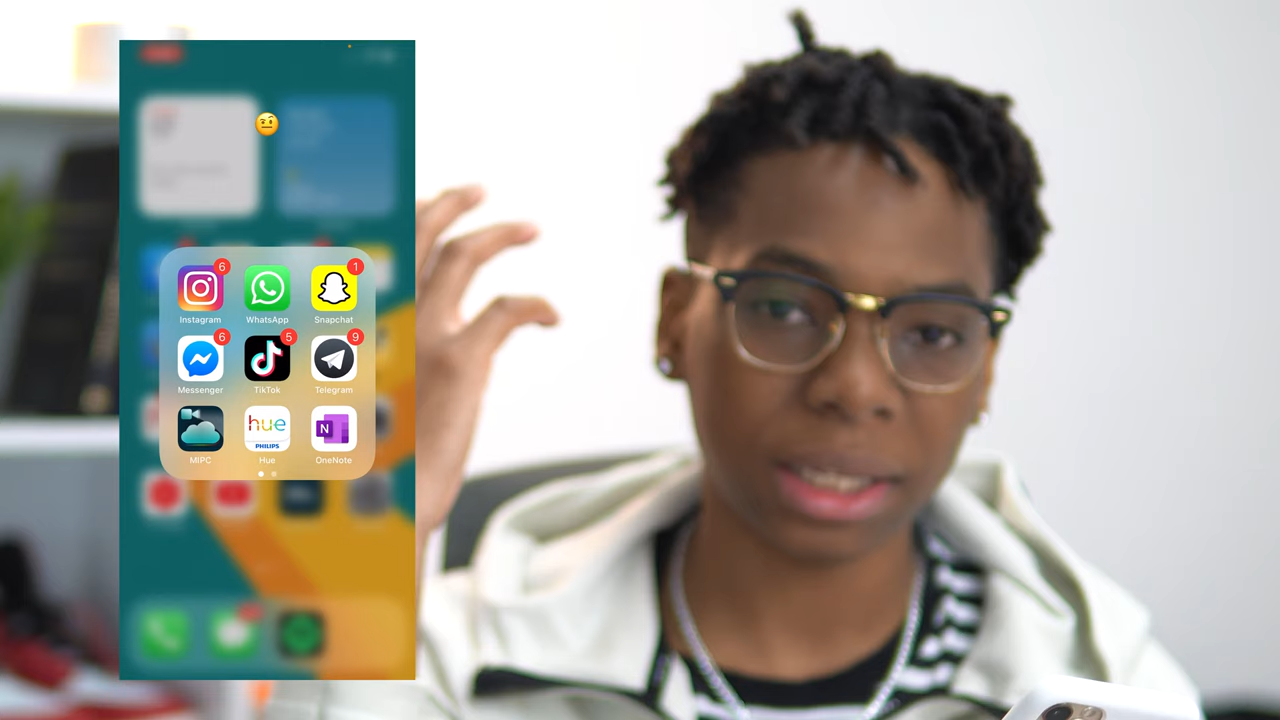 6
1
Instagram
WhatsApp
Snapchat
6
5
9
Messenger
TikTok
Telegram
hue
PHILIPS
N
MIPC
Hue
OneNote